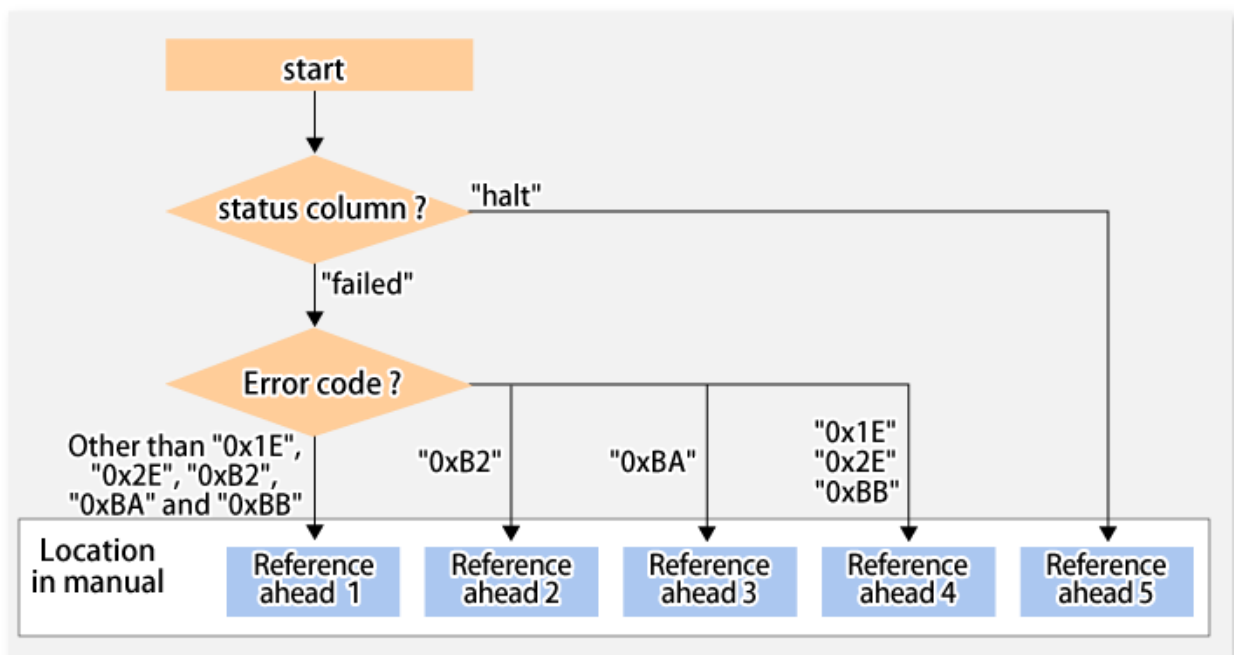 start
status column ?
"halt"
"failed"
Error code ?
Other than "0x1E",
"0x2E", "0xB2",
"0xBA" and "0xBB"
"0xB2"
"0xBA"
"0x1E"
"0x2E"
"0xBB"
Location
in manual
Reference
ahead 1
Reference
ahead 2
Reference
ahead 3
Reference
ahead 4
Reference
ahead 5